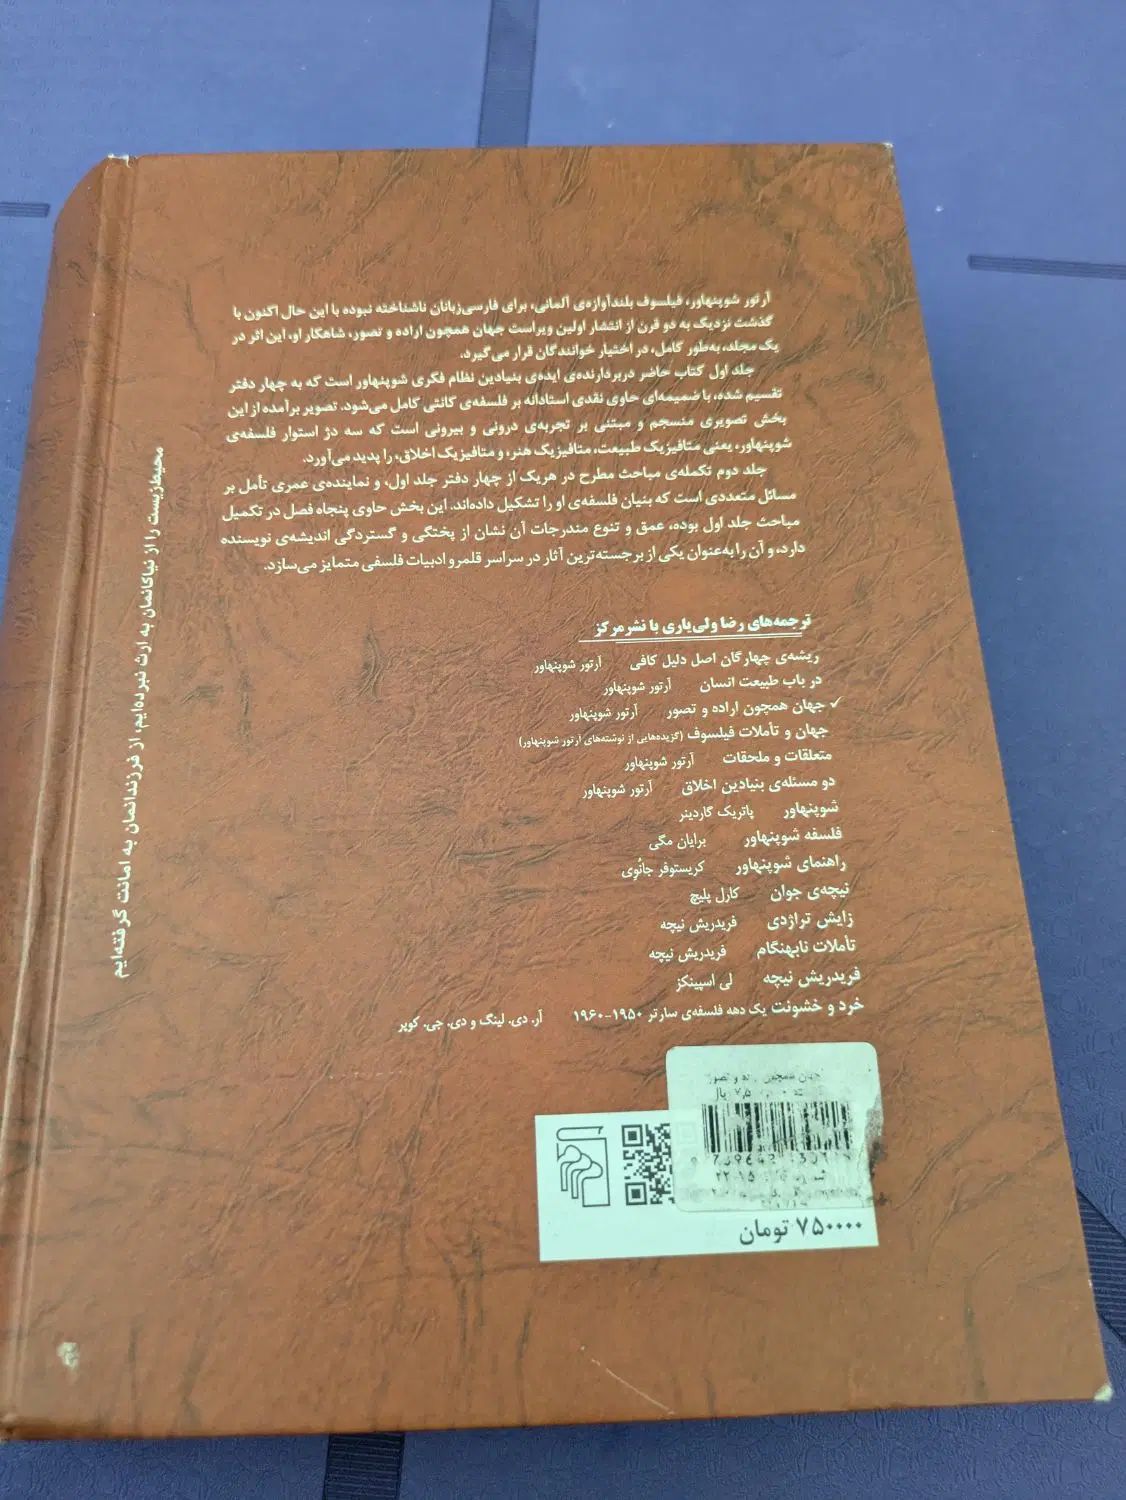 آرتور شوپنهاور، فیلسوف بلندآوازه‌ی آلمانی، برای فارسی‌زبانان ناشناخته نبوده با این حال اکنون با
گذشت نزدیک به دو قرن از انتشار اولین ویراست جهان همچون اراده و تصور، شاهکار او، این اثر در
یک مجلد، به‌طور کامل، در اختیار خوانندگان قرار می‌گیرد.
جلد اول کتاب حاضر دربردارنده‌ی ایده‌ی بنیادین نظام فکری شوپنهاور است که به چهار دفتر
تقسیم شده، با ضمیمه‌ای حاوی نقدی استادانه بر فلسفه‌ی کانتی کامل می‌شود. تصویر برآمده از این
بخش تصویری منسجم و مبتنی بر تجربه‌ی درونی و بیرونی است که سه دژ استوار فلسفه‌ی
شوپنهاور، یعنی متافیزیک طبیعت، متافیزیک هنر، و متافیزیک اخلاق، را پدید می‌آورد.
جلد دوم تکمله‌ی مباحث مطرح در هریک از چهار دفتر جلد اول، و نماینده‌ی عمری تأمل بر
مسائل متعددی است که بنیان فلسفه‌ی او را تشکیل داده‌اند. این بخش حاوی پنجاه فصل در تکمیل
مباحث جلد اول بوده، عمق و تنوع مندرجات آن نشان از پختگی و گستردگی اندیشه‌ی نویسنده
دارد، و آن را به‌عنوان یکی از برجسته‌ترین آثار در سراسر قلمرو ادبیات فلسفی متمایز می‌سازد.
ترجمه‌های رضا ولی‌یاری با نشرمرکز
ریشه‌ی چهارگان اصل دلیل کافی آرتور شوپنهاور
در باب طبیعت انسان آرتور شوپنهاور
✓ جهان همچون اراده و تصور آرتور شوپنهاور
جهان و تأملات فیلسوف (گزیده‌هایی از نوشته‌های آرتور شوپنهاور)
متعلقات و ملحقات آرتور شوپنهاور
دو مسئله‌ی بنیادین اخلاق آرتور شوپنهاور
شوپنهاور پاتریک گاردینر
فلسفه شوپنهاور برایان مگی
راهنمای شوپنهاور کریستوفر جانُوِی
نیچه‌ی جوان کارل پلیچ
زایش تراژدی فریدریش نیچه
تأملات نابهنگام فریدریش نیچه
فریدریش نیچه لی اسپینکز
خرد و خشونت یک دهه فلسفه‌ی سارتر ۱۹۵۰-۱۹۶۰ آر. دی. لینگ و دی. جی. کوپر
محیط‌زیست را از نیاکانمان به ارث نبرده‌ایم، از فرزندانمان به امانت گرفته‌ایم
جهان همچون و تصور
۷۵۰۰۰۰ تومان